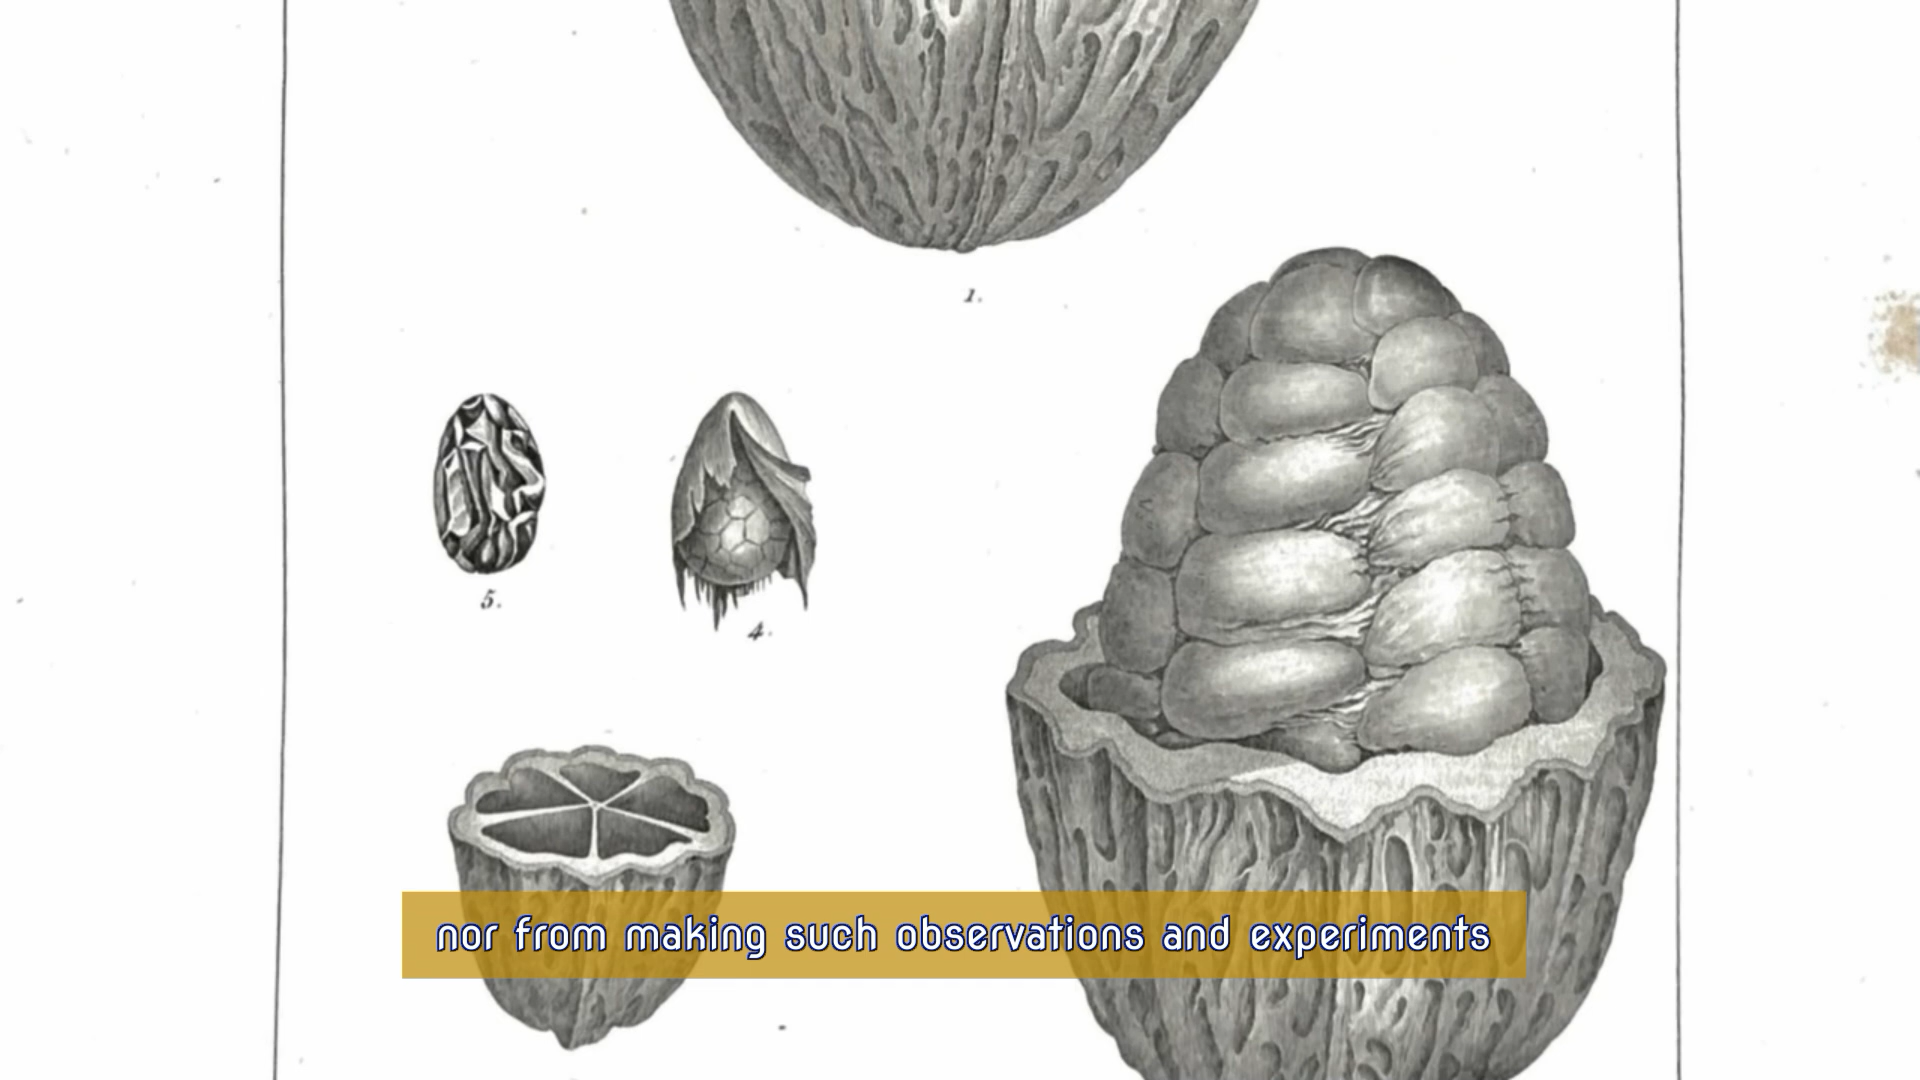 1.
5.
4.
nor from making such observations and experiments